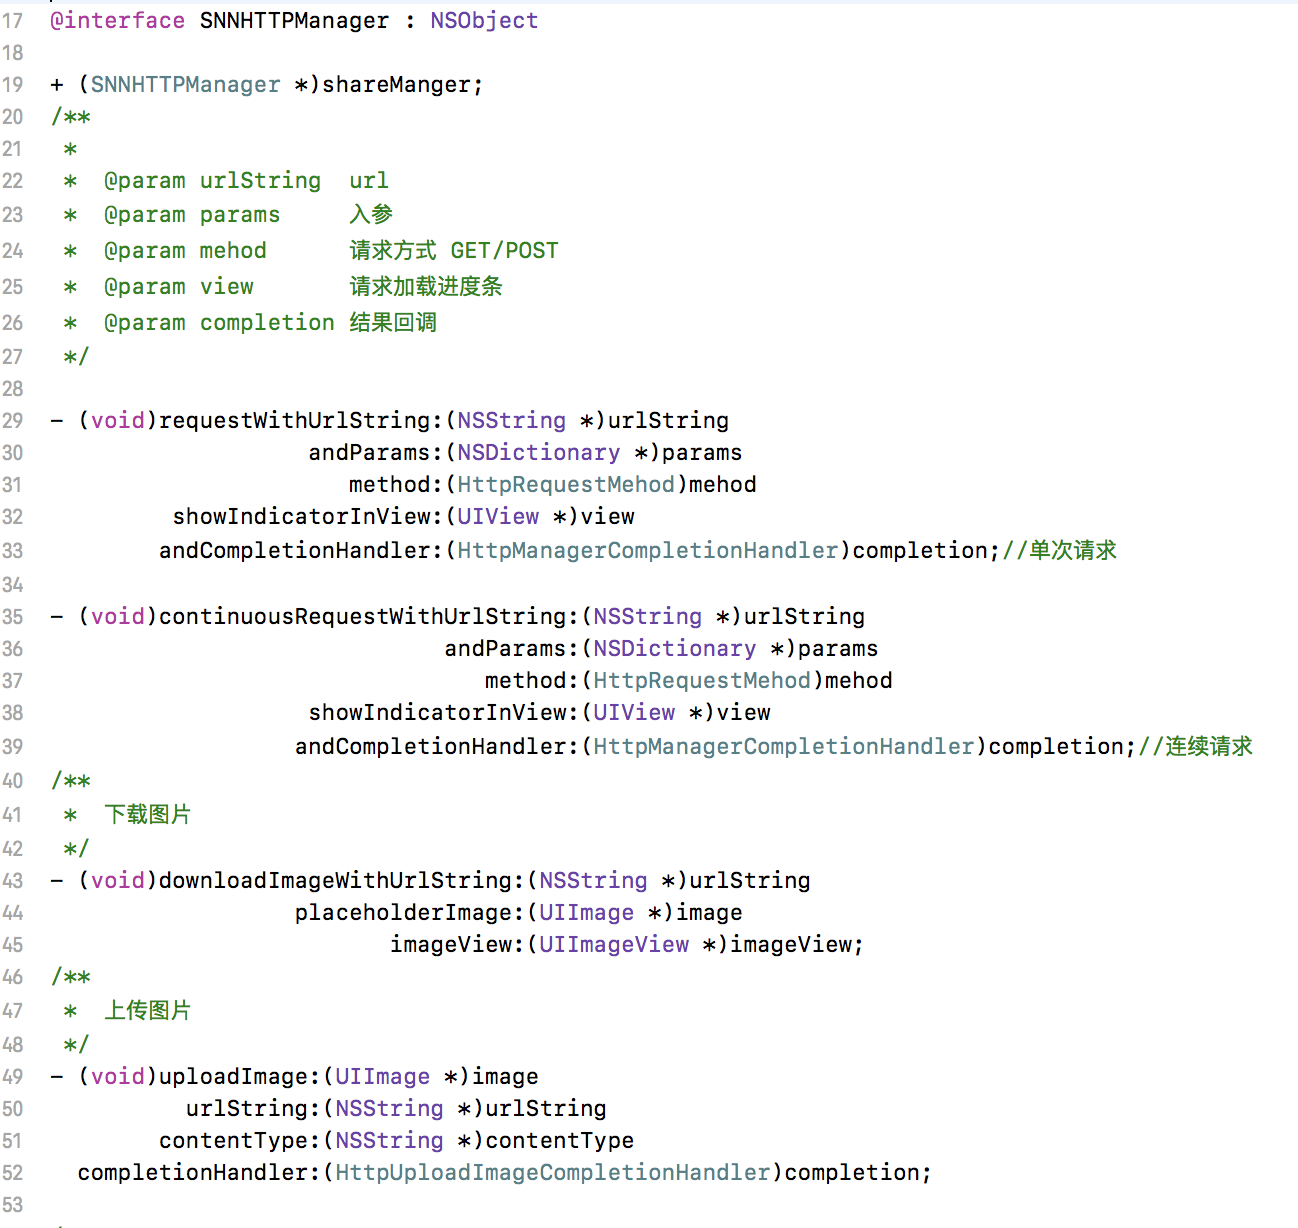 17 @interface SNNHTTPManager : NSObject
18
19 + (SNNHTTPManager *)shareManger;
20 /**
21  *
22  *  @param urlString  url
23  *  @param params     入参
24  *  @param mehod      请求方式 GET/POST
25  *  @param view       请求加载进度条
26  *  @param completion 结果回调
27  */
28
29 - (void)requestWithUrlString:(NSString *)urlString
30                    andParams:(NSDictionary *)params
31                       method:(HttpRequestMehod)mehod
32         showIndicatorInView:(UIView *)view
33        andCompletionHandler:(HttpManagerCompletionHandler)completion;//单次请求
34
35 - (void)continuousRequestWithUrlString:(NSString *)urlString
36                              andParams:(NSDictionary *)params
37                                 method:(HttpRequestMehod)mehod
38                   showIndicatorInView:(UIView *)view
39                  andCompletionHandler:(HttpManagerCompletionHandler)completion;//连续请求
40 /**
41  *  下载图片
42  */
43 - (void)downloadImageWithUrlString:(NSString *)urlString
44                   placeholderImage:(UIImage *)image
45                          imageView:(UIImageView *)imageView;
46 /**
47  *  上传图片
48  */
49 - (void)uploadImage:(UIImage *)image
50           urlString:(NSString *)urlString
51         contentType:(NSString *)contentType
52   completionHandler:(HttpUploadImageCompletionHandler)completion;
53